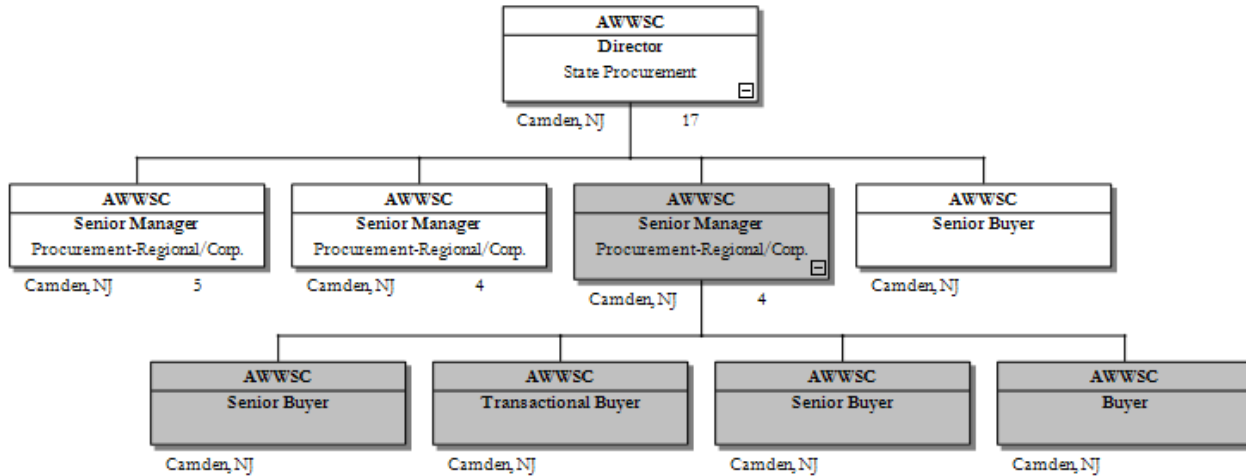 AWWSC
Director
State Procurement
Camden, NJ 17
AWWSC
Senior Manager
Procurement-Regional/Corp.
Camden, NJ 5
AWWSC
Senior Manager
Procurement-Regional/Corp.
Camden, NJ 4
AWWSC
Senior Manager
Procurement-Regional/Corp.
Camden, NJ 4
AWWSC
Senior Buyer
Camden, NJ
AWWSC
Senior Buyer
Camden, NJ
AWWSC
Transactional Buyer
Camden, NJ
AWWSC
Senior Buyer
Camden, NJ
AWWSC
Buyer
Camden, NJ